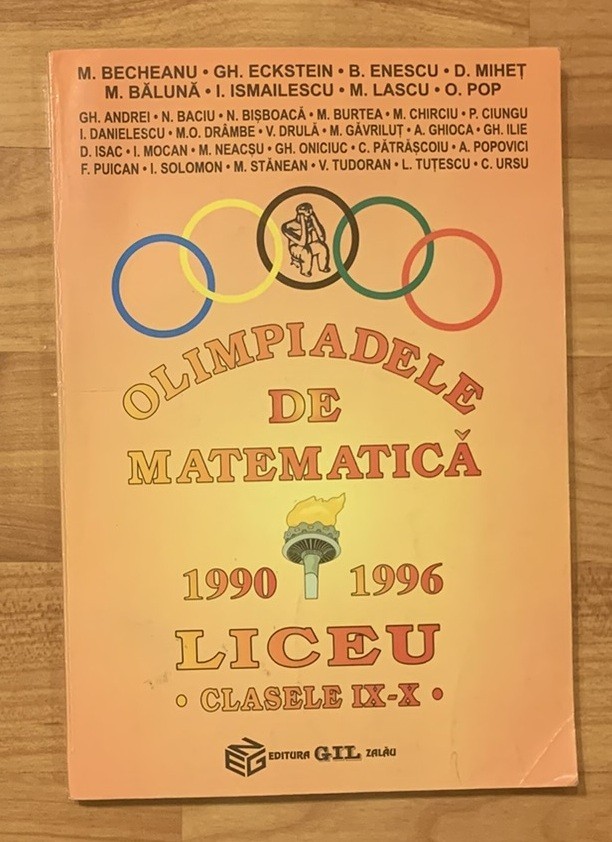 M. BECHEANU • GH. ECKSTEIN • B. ENESCU • D. MIHEȚ
M. BĂLUNĂ • I. ISMAILESCU • M. LASCU • O. POP
GH. ANDREI • N. BACIU • N. BIȘBOACĂ • M. BURTEA • M. CHIRCIU • P. CIUNGU
I. DANIELESCU • M.O. DRÂMBE • V. DRULĂ • M. GĂVRILUȚ • A. GHIOCA • GH. ILIE
D. ISAC • I. MOCAN • M. NEACȘU • GH. ONICIUC • C. PĂTRĂȘCOIU • A. POPOVICI
F. PUICAN • I. SOLOMON • M. STĂNEAN • V. TUDORAN • L. TUȚESCU • C. URSU
OLIMPIADELE
DE
MATEMATICĂ
1990 1996
LICEU
• CLASELE IX-X •
EDITURA GIL ZALĂU